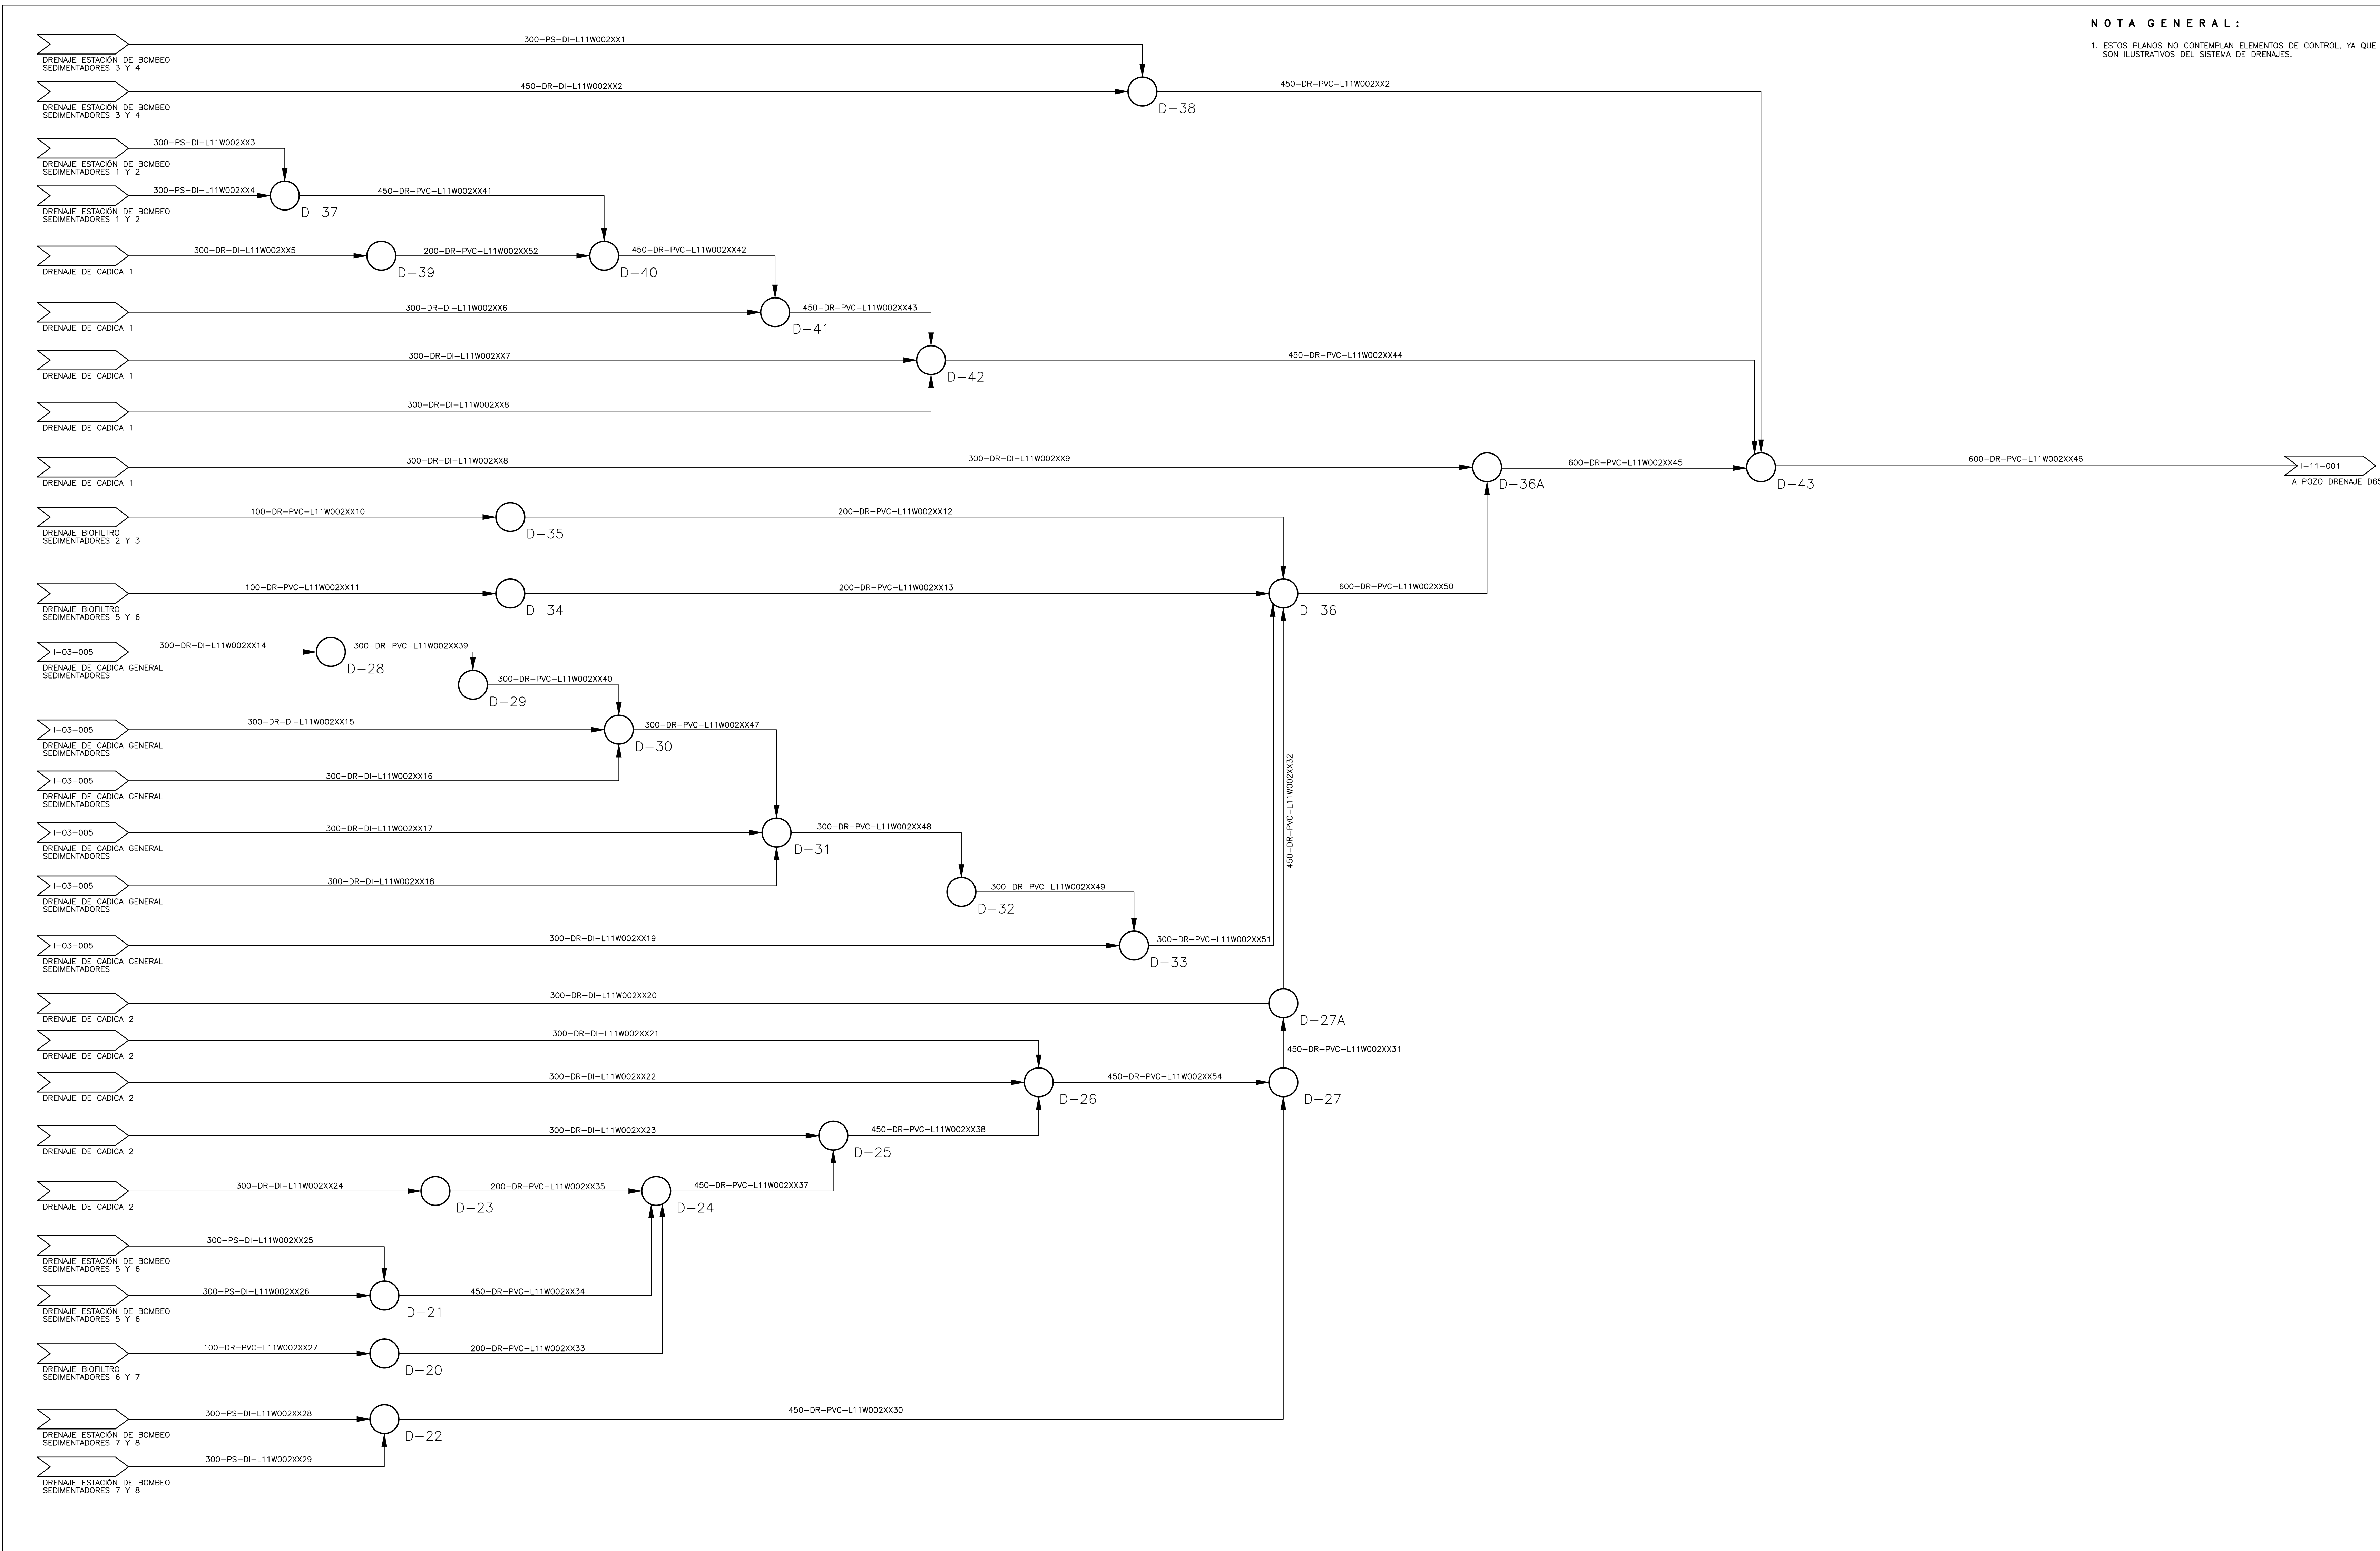 NOTA GENERAL:
1. ESTOS PLANOS NO CONTEMPLAN ELEMENTOS DE CONTROL, YA QUE
SON ILUSTRATIVOS DEL SISTEMA DE DRENAJES.
300-PS-DI-L11W002XX1
DRENAJE ESTACIÓN DE BOMBEO
SEDIMENTADORES 3 Y 4
450-DR-DI-L11W002XX2
450-DR-PVC-L11W002XX2
D-38
DRENAJE ESTACIÓN DE BOMBEO
SEDIMENTADORES 3 Y 4
300-PS-DI-L11W002XX3
DRENAJE ESTACIÓN DE BOMBEO
SEDIMENTADORES 1 Y 2
300-PS-DI-L11W002XX4
450-DR-PVC-L11W002XX41
D-37
DRENAJE ESTACIÓN DE BOMBEO
SEDIMENTADORES 1 Y 2
300-DR-DI-L11W002XX5
200-DR-PVC-L11W002XX52
450-DR-PVC-L11W002XX42
DRENAJE DE CADICA 1
D-39
D-40
300-DR-DI-L11W002XX6
450-DR-PVC-L11W002XX43
DRENAJE DE CADICA 1
D-41
300-DR-DI-L11W002XX7
450-DR-PVC-L11W002XX44
DRENAJE DE CADICA 1
D-42
300-DR-DI-L11W002XX8
DRENAJE DE CADICA 1
300-DR-DI-L11W002XX8
300-DR-DI-L11W002XX9
600-DR-PVC-L11W002XX45
600-DR-PVC-L11W002XX46
I-11-001
DRENAJE DE CADICA 1
D-36A
D-43
A POZO DRENAJE D65
100-DR-PVC-L11W002XX10
200-DR-PVC-L11W002XX12
DRENAJE BIOFILTRO
SEDIMENTADORES 2 Y 3
D-35
100-DR-PVC-L11W002XX11
200-DR-PVC-L11W002XX13
600-DR-PVC-L11W002XX50
DRENAJE BIOFILTRO
SEDIMENTADORES 5 Y 6
D-34
D-36
I-03-005
300-DR-DI-L11W002XX14
300-DR-PVC-L11W002XX39
DRENAJE DE CADICA GENERAL
SEDIMENTADORES
D-28
300-DR-PVC-L11W002XX40
D-29
I-03-005
300-DR-DI-L11W002XX15
300-DR-PVC-L11W002XX47
DRENAJE DE CADICA GENERAL
SEDIMENTADORES
D-30
I-03-005
300-DR-DI-L11W002XX16
DRENAJE DE CADICA GENERAL
SEDIMENTADORES
450-DR-PVC-L11W002XX32
I-03-005
300-DR-DI-L11W002XX17
300-DR-PVC-L11W002XX48
DRENAJE DE CADICA GENERAL
SEDIMENTADORES
D-31
I-03-005
300-DR-DI-L11W002XX18
300-DR-PVC-L11W002XX49
DRENAJE DE CADICA GENERAL
SEDIMENTADORES
D-32
I-03-005
300-DR-DI-L11W002XX19
300-DR-PVC-L11W002XX51
DRENAJE DE CADICA GENERAL
SEDIMENTADORES
D-33
300-DR-DI-L11W002XX20
DRENAJE DE CADICA 2
D-27A
300-DR-DI-L11W002XX21
450-DR-PVC-L11W002XX31
DRENAJE DE CADICA 2
300-DR-DI-L11W002XX22
450-DR-PVC-L11W002XX54
DRENAJE DE CADICA 2
D-26
D-27
300-DR-DI-L11W002XX23
450-DR-PVC-L11W002XX38
DRENAJE DE CADICA 2
D-25
300-DR-DI-L11W002XX24
200-DR-PVC-L11W002XX35
450-DR-PVC-L11W002XX37
DRENAJE DE CADICA 2
D-23
D-24
300-PS-DI-L11W002XX25
DRENAJE ESTACIÓN DE BOMBEO
SEDIMENTADORES 5 Y 6
300-PS-DI-L11W002XX26
450-DR-PVC-L11W002XX34
DRENAJE ESTACIÓN DE BOMBEO
SEDIMENTADORES 5 Y 6
D-21
100-DR-PVC-L11W002XX27
200-DR-PVC-L11W002XX33
DRENAJE BIOFILTRO
SEDIMENTADORES 6 Y 7
D-20
300-PS-DI-L11W002XX28
450-DR-PVC-L11W002XX30
DRENAJE ESTACIÓN DE BOMBEO
SEDIMENTADORES 7 Y 8
D-22
300-PS-DI-L11W002XX29
DRENAJE ESTACIÓN DE BOMBEO
SEDIMENTADORES 7 Y 8